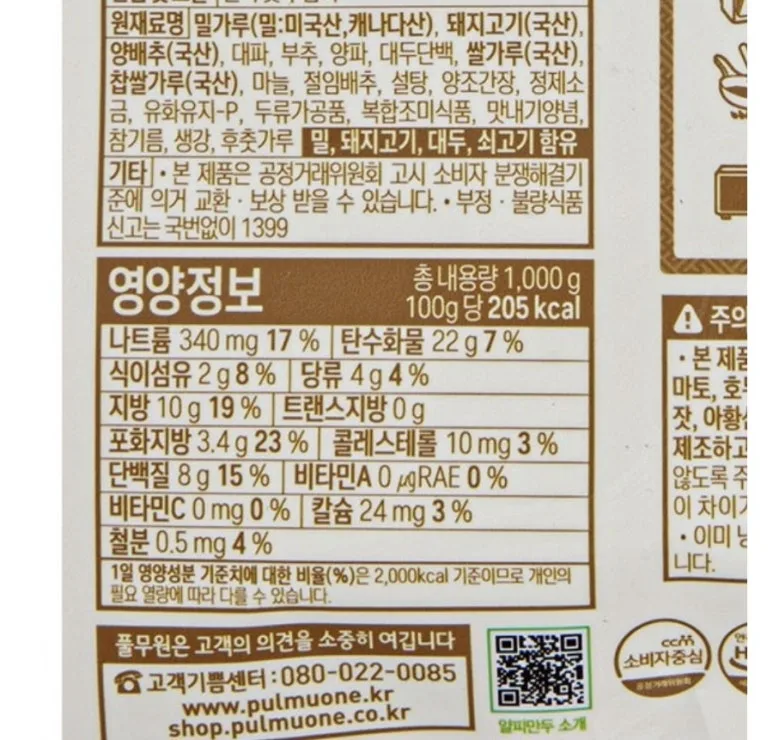 원재료명 밀가루(밀:미국산,캐나다산), 돼지고기(국산),
양배추(국산), 대파, 부추, 양파, 대두단백, 쌀가루(국산),
찹쌀가루(국산), 마늘, 절임배추, 설탕, 양조간장, 정제소
금, 유화유지-P, 두류가공품, 복합조미식품, 맛내기양념,
참기름, 생강, 후춧가루 밀, 돼지고기, 대두, 쇠고기 함유
기타 • 본 제품은 공정거래위원회 고시 소비자 분쟁해결기
준에 의거 교환 · 보상 받을 수 있습니다. • 부정 · 불량식품
신고는 국번없이 1399
영양정보
총 내용량 1,000 g
100g 당 205 kcal
나트륨 340 mg 17 % 탄수화물 22 g 7 %
식이섬유 2 g 8 % 당류 4 g 4 %
지방 10 g 19 % 트랜스지방 0 g
포화지방 3.4 g 23 % 콜레스테롤 10 mg 3 %
단백질 8 g 15 % 비타민A 0 μgRAE 0 %
비타민C 0 mg 0 % 칼슘 24 mg 3 %
철분 0.5 mg 4 %
1일 영양성분 기준치에 대한 비율(%)은 2,000kcal 기준이므로 개인의
필요 열량에 따라 다를 수 있습니다.
풀무원은 고객의 의견을 소중히 여깁니다
고객기쁨센터 : 080-022-0085
www.pulmuone.kr
shop.pulmuone.co.kr
얄피만두 소개
주의
• 본 제품
마토, 호두
잣, 아황산
제조하고
않도록 주
이 차이가
• 이미 냉
니다.
ccm
소비자중심
공정거래위원회